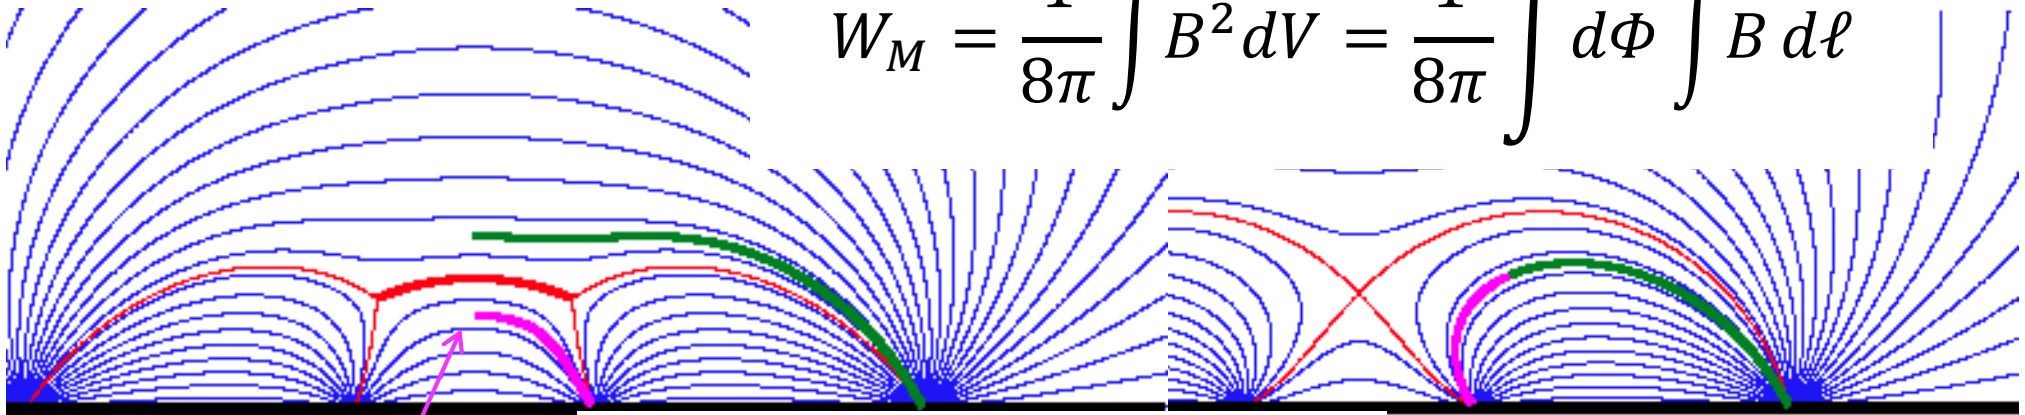 W_M = 1/8π ∫ B² dV = 1/8π ∫ dΦ ∫ B dℓ